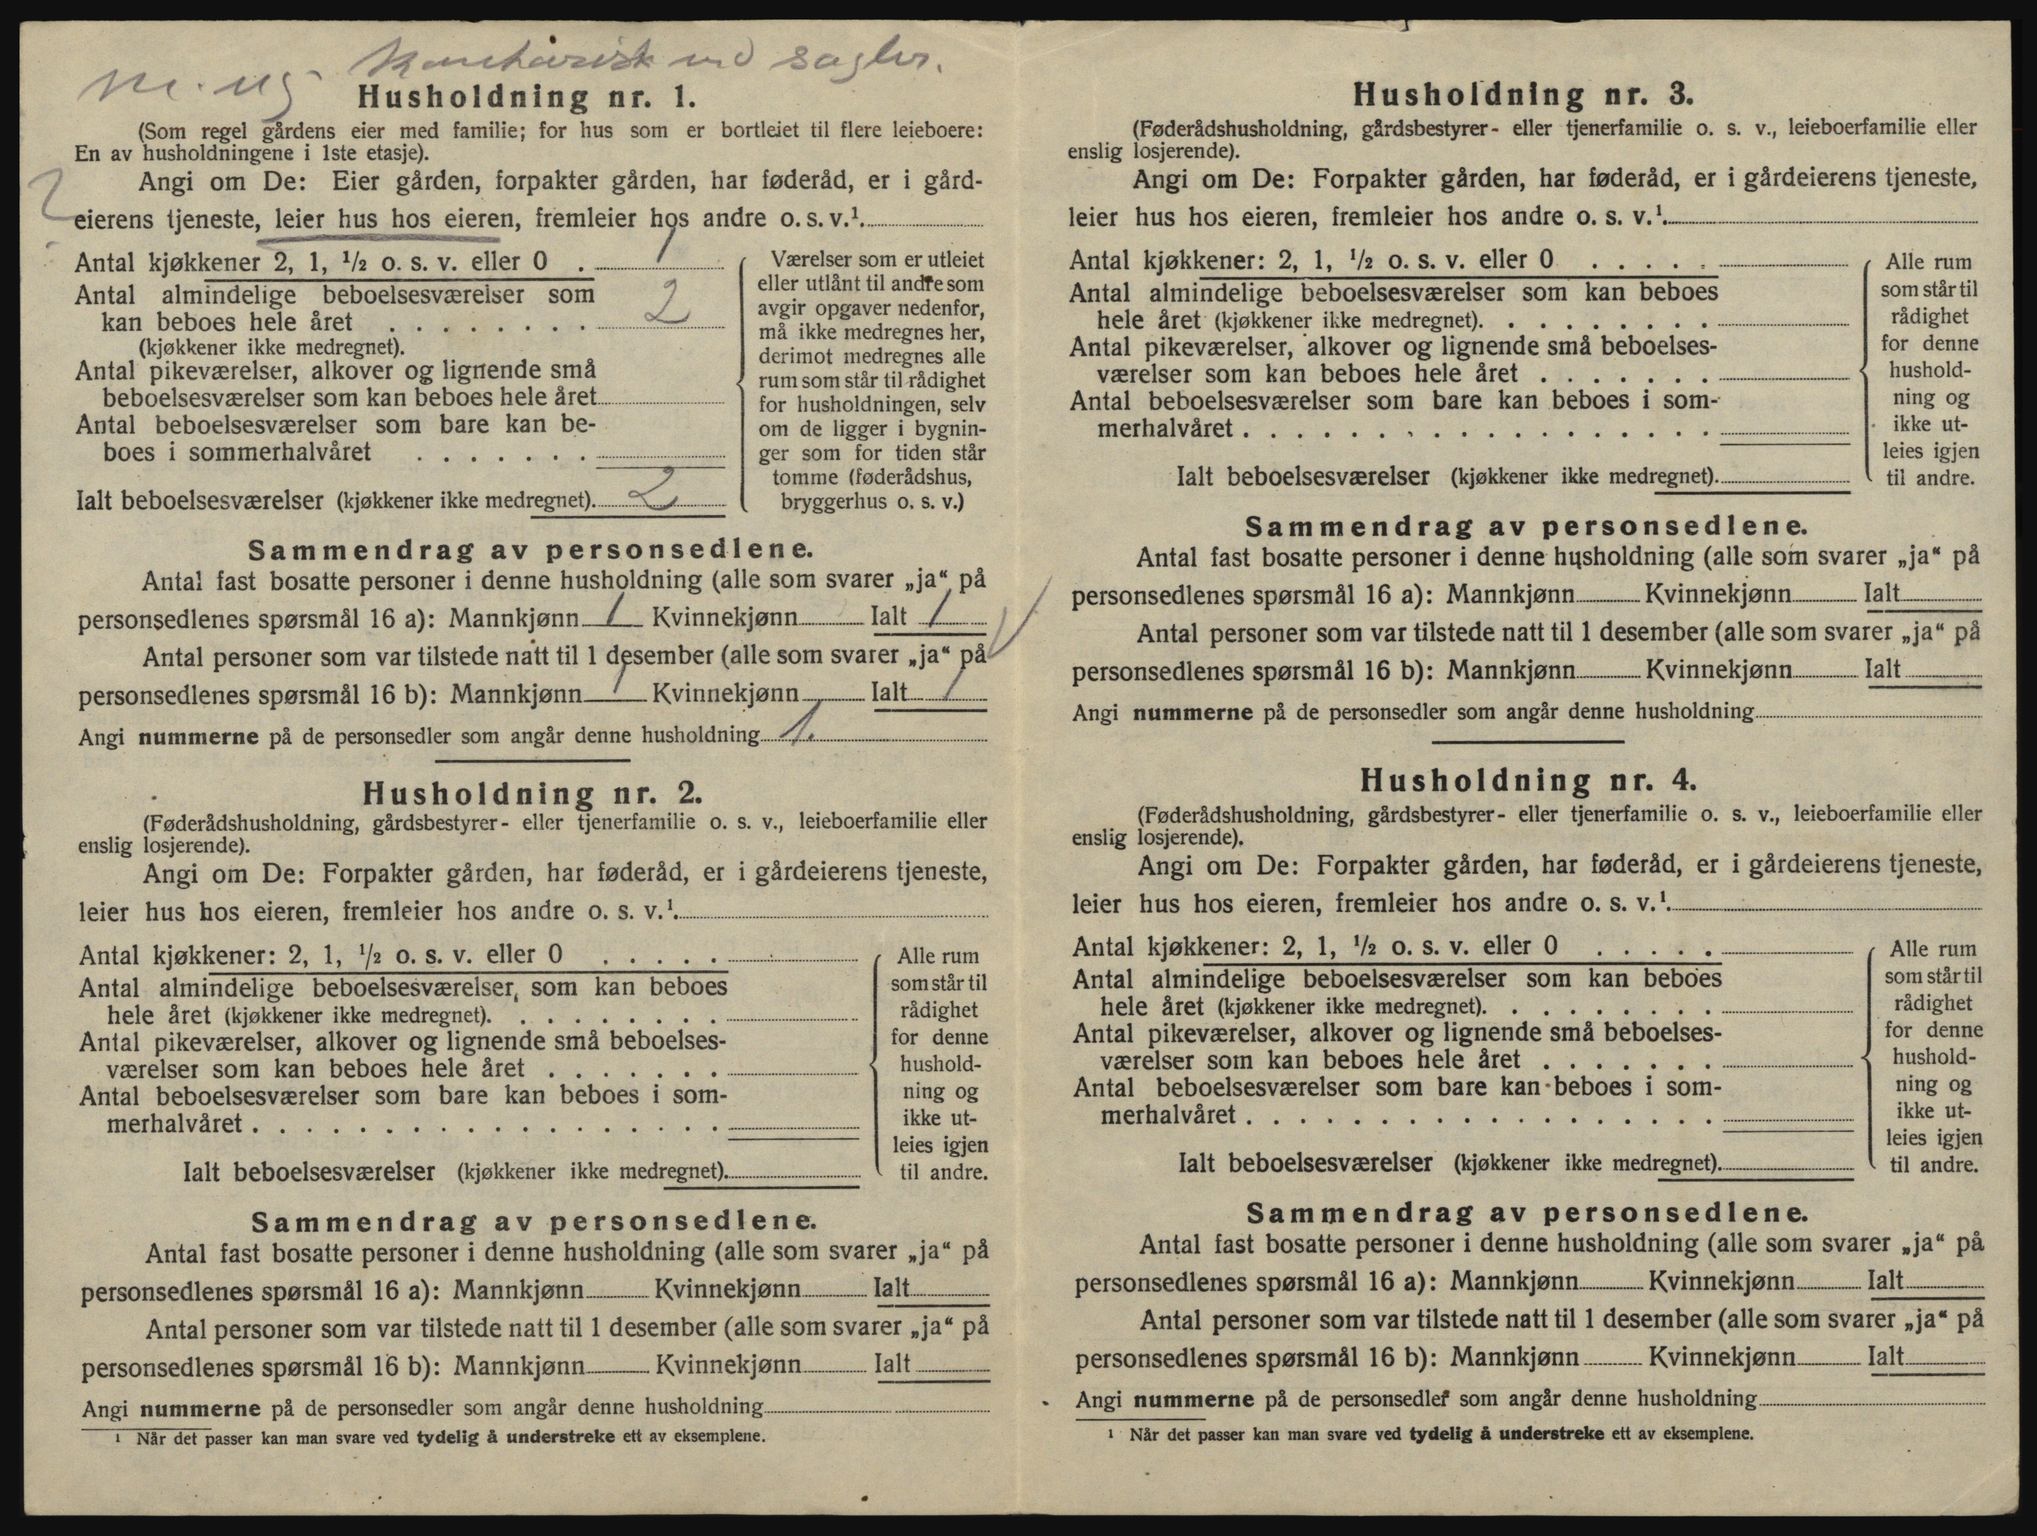 m. ug
Husholdning nr. 1.
(Som regel gårdens eier med familie; for hus som er bortleiet til flere leieboere:
En av husholdningene i 1ste etasje).
Angi om De: Eier gården, forpakter gården, har føderåd, er i gård-
eierens tjeneste, leier hus hos eieren, fremleier hos andre o. s. v.¹
Antal kjøkkener 2, 1, ½ o. s. v. eller 0 . 1
Antal almindelige beboelsesværelser som
kan beboes hele året . . . . . . . . 2
(kjøkkener ikke medregnet).
Antal pikeværelser, alkover og lignende små
beboelsesværelser som kan beboes hele året
Antal beboelsesværelser som bare kan be-
boes i sommerhalvåret . . . . . . .
Ialt beboelsesværelser (kjøkkener ikke medregnet). 2
Værelser som er utleiet
eller utlånt til andre som
avgir opgaver nedenfor,
må ikke medregnes her,
derimot medregnes alle
rum som står til rådighet
for husholdningen, selv
om de ligger i bygnin-
ger som for tiden står
tomme (føderådshus,
bryggerhus o. s. v.)
Sammendrag av personsedlene.
Antal fast bosatte personer i denne husholdning (alle som svarer „ja“ på
personsedlenes spørsmål 16 a): Mannkjønn 1 Kvinnekjønn Ialt 1
Antal personer som var tilstede natt til 1 desember (alle som svarer „ja“ på
personsedlenes spørsmål 16 b): Mannkjønn 1 Kvinnekjønn Ialt 1
Angi nummerne på de personsedler som angår denne husholdning 1.
Husholdning nr. 2.
(Føderådshusholdning, gårdsbestyrer- eller tjenerfamilie o. s. v., leieboerfamilie eller
enslig losjerende).
Angi om De: Forpakter gården, har føderåd, er i gårdeierens tjeneste,
leier hus hos eieren, fremleier hos andre o. s. v.¹.
Antal kjøkkener: 2, 1, ½ o. s. v. eller 0 . . . . .
Antal almindelige beboelsesværelser som kan beboes
hele året (kjøkkener ikke medregnet). . . . . . . . .
Antal pikeværelser, alkover og lignende små beboelses-
værelser som kan beboes hele året . . . . . . .
Antal beboelsesværelser som bare kan beboes i som-
merhalvåret . . . . . . . . . . . . . . . . . .
Ialt beboelsesværelser (kjøkkener ikke medregnet).
Alle rum
som står til
rådighet
for denne
hushold-
ning og
ikke ut-
leies igjen
til andre.
Sammendrag av personsedlene.
Antal fast bosatte personer i denne husholdning (alle som svarer „ja“ på
personsedlenes spørsmål 16 a): Mannkjønn Kvinnekjønn Ialt
Antal personer som var tilstede natt til 1 desember (alle som svarer „ja“ på
personsedlenes spørsmål 16 b): Mannkjønn Kvinnekjønn Ialt
Angi nummerne på de personsedler som angår denne husholdning
¹ Når det passer kan man svare ved tydelig å understreke ett av eksemplene.
Husholdning nr. 3.
(Føderådshusholdning, gårdsbestyrer- eller tjenerfamilie o. s. v., leieboerfamilie eller
enslig losjerende).
Angi om De: Forpakter gården, har føderåd, er i gårdeierens tjeneste,
leier hus hos eieren, fremleier hos andre o. s. v.¹.
Antal kjøkkener: 2, 1, ½ o. s. v. eller 0 . . . . .
Antal almindelige beboelsesværelser som kan beboes
hele året (kjøkkener ikke medregnet). . . . . . . . .
Antal pikeværelser, alkover og lignende små beboelses-
værelser som kan beboes hele året . . . . . . .
Antal beboelsesværelser som bare kan beboes i som-
merhalvåret . . . . . . . . . . . . . . . . . .
Ialt beboelsesværelser (kjøkkener ikke medregnet).
Alle rum
som står til
rådighet
for denne
hushold-
ning og
ikke ut-
leies igjen
til andre.
Sammendrag av personsedlene.
Antal fast bosatte personer i denne husholdning (alle som svarer „ja“ på
personsedlenes spørsmål 16 a): Mannkjønn Kvinnekjønn Ialt
Antal personer som var tilstede natt til 1 desember (alle som svarer „ja“ på
personsedlenes spørsmål 16 b): Mannkjønn Kvinnekjønn Ialt
Angi nummerne på de personsedler som angår denne husholdning
Husholdning nr. 4.
(Føderådshusholdning, gårdsbestyrer- eller tjenerfamilie o. s. v., leieboerfamilie eller
enslig losjerende).
Angi om De: Forpakter gården, har føderåd, er i gårdeierens tjeneste,
leier hus hos eieren, fremleier hos andre o. s. v.¹.
Antal kjøkkener: 2, 1, ½ o. s. v. eller 0 . . . . .
Antal almindelige beboelsesværelser som kan beboes
hele året (kjøkkener ikke medregnet). . . . . . . . .
Antal pikeværelser, alkover og lignende små beboelses-
værelser som kan beboes hele året . . . . . . .
Antal beboelsesværelser som bare kan beboes i som-
merhalvåret . . . . . . . . . . . . . . . . . .
Ialt beboelsesværelser (kjøkkener ikke medregnet).
Alle rum
som står til
rådighet
for denne
hushold-
ning og
ikke ut-
leies igjen
til andre.
Sammendrag av personsedlene.
Antal fast bosatte personer i denne husholdning (alle som svarer „ja“ på
personsedlenes spørsmål 16 a): Mannkjønn Kvinnekjønn Ialt
Antal personer som var tilstede natt til 1 desember (alle som svarer „ja“ på
personsedlenes spørsmål 16 b): Mannkjønn Kvinnekjønn Ialt
Angi nummerne på de personsedler som angår denne husholdning
¹ Når det passer kan man svare ved tydelig å understreke ett av eksemplene.